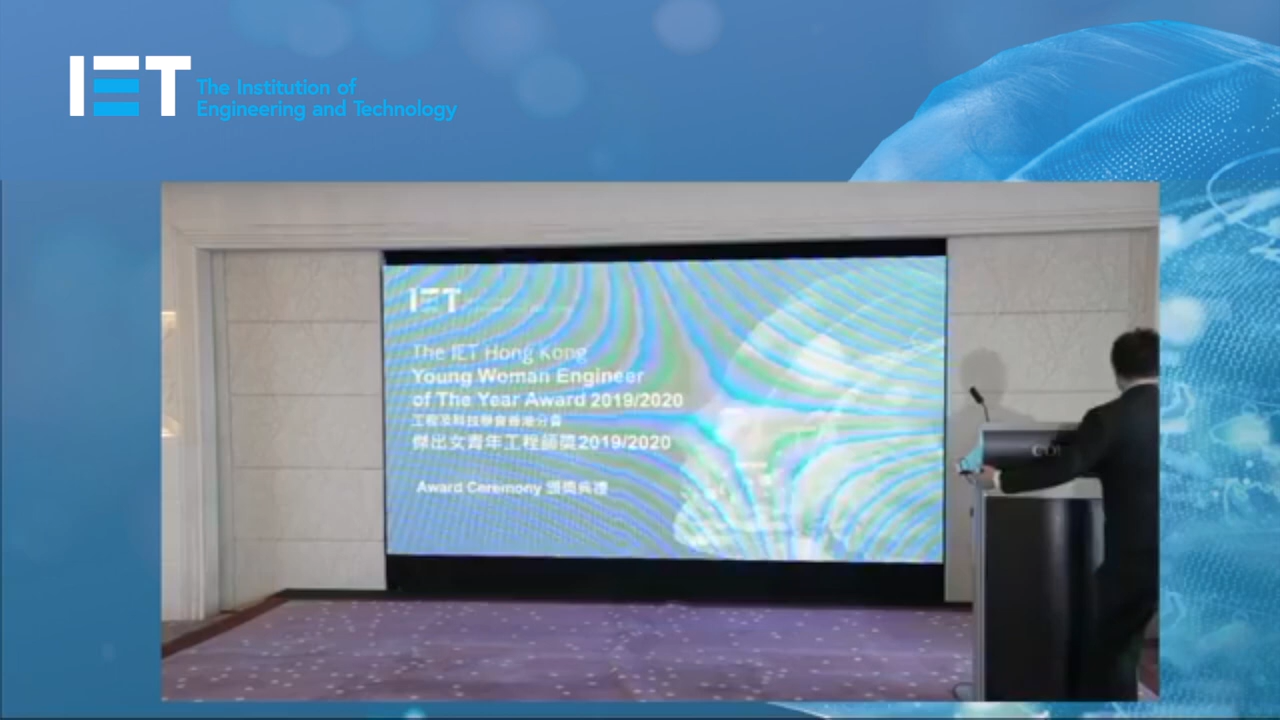 IET The Institution of
Engineering and Technology
IET
The IET Hong Kong
Young Woman Engineer
of The Year Award 2019/2020
工程及科技學會香港分會
傑出女青年工程師獎2019/2020
Award Ceremony 頒獎典禮